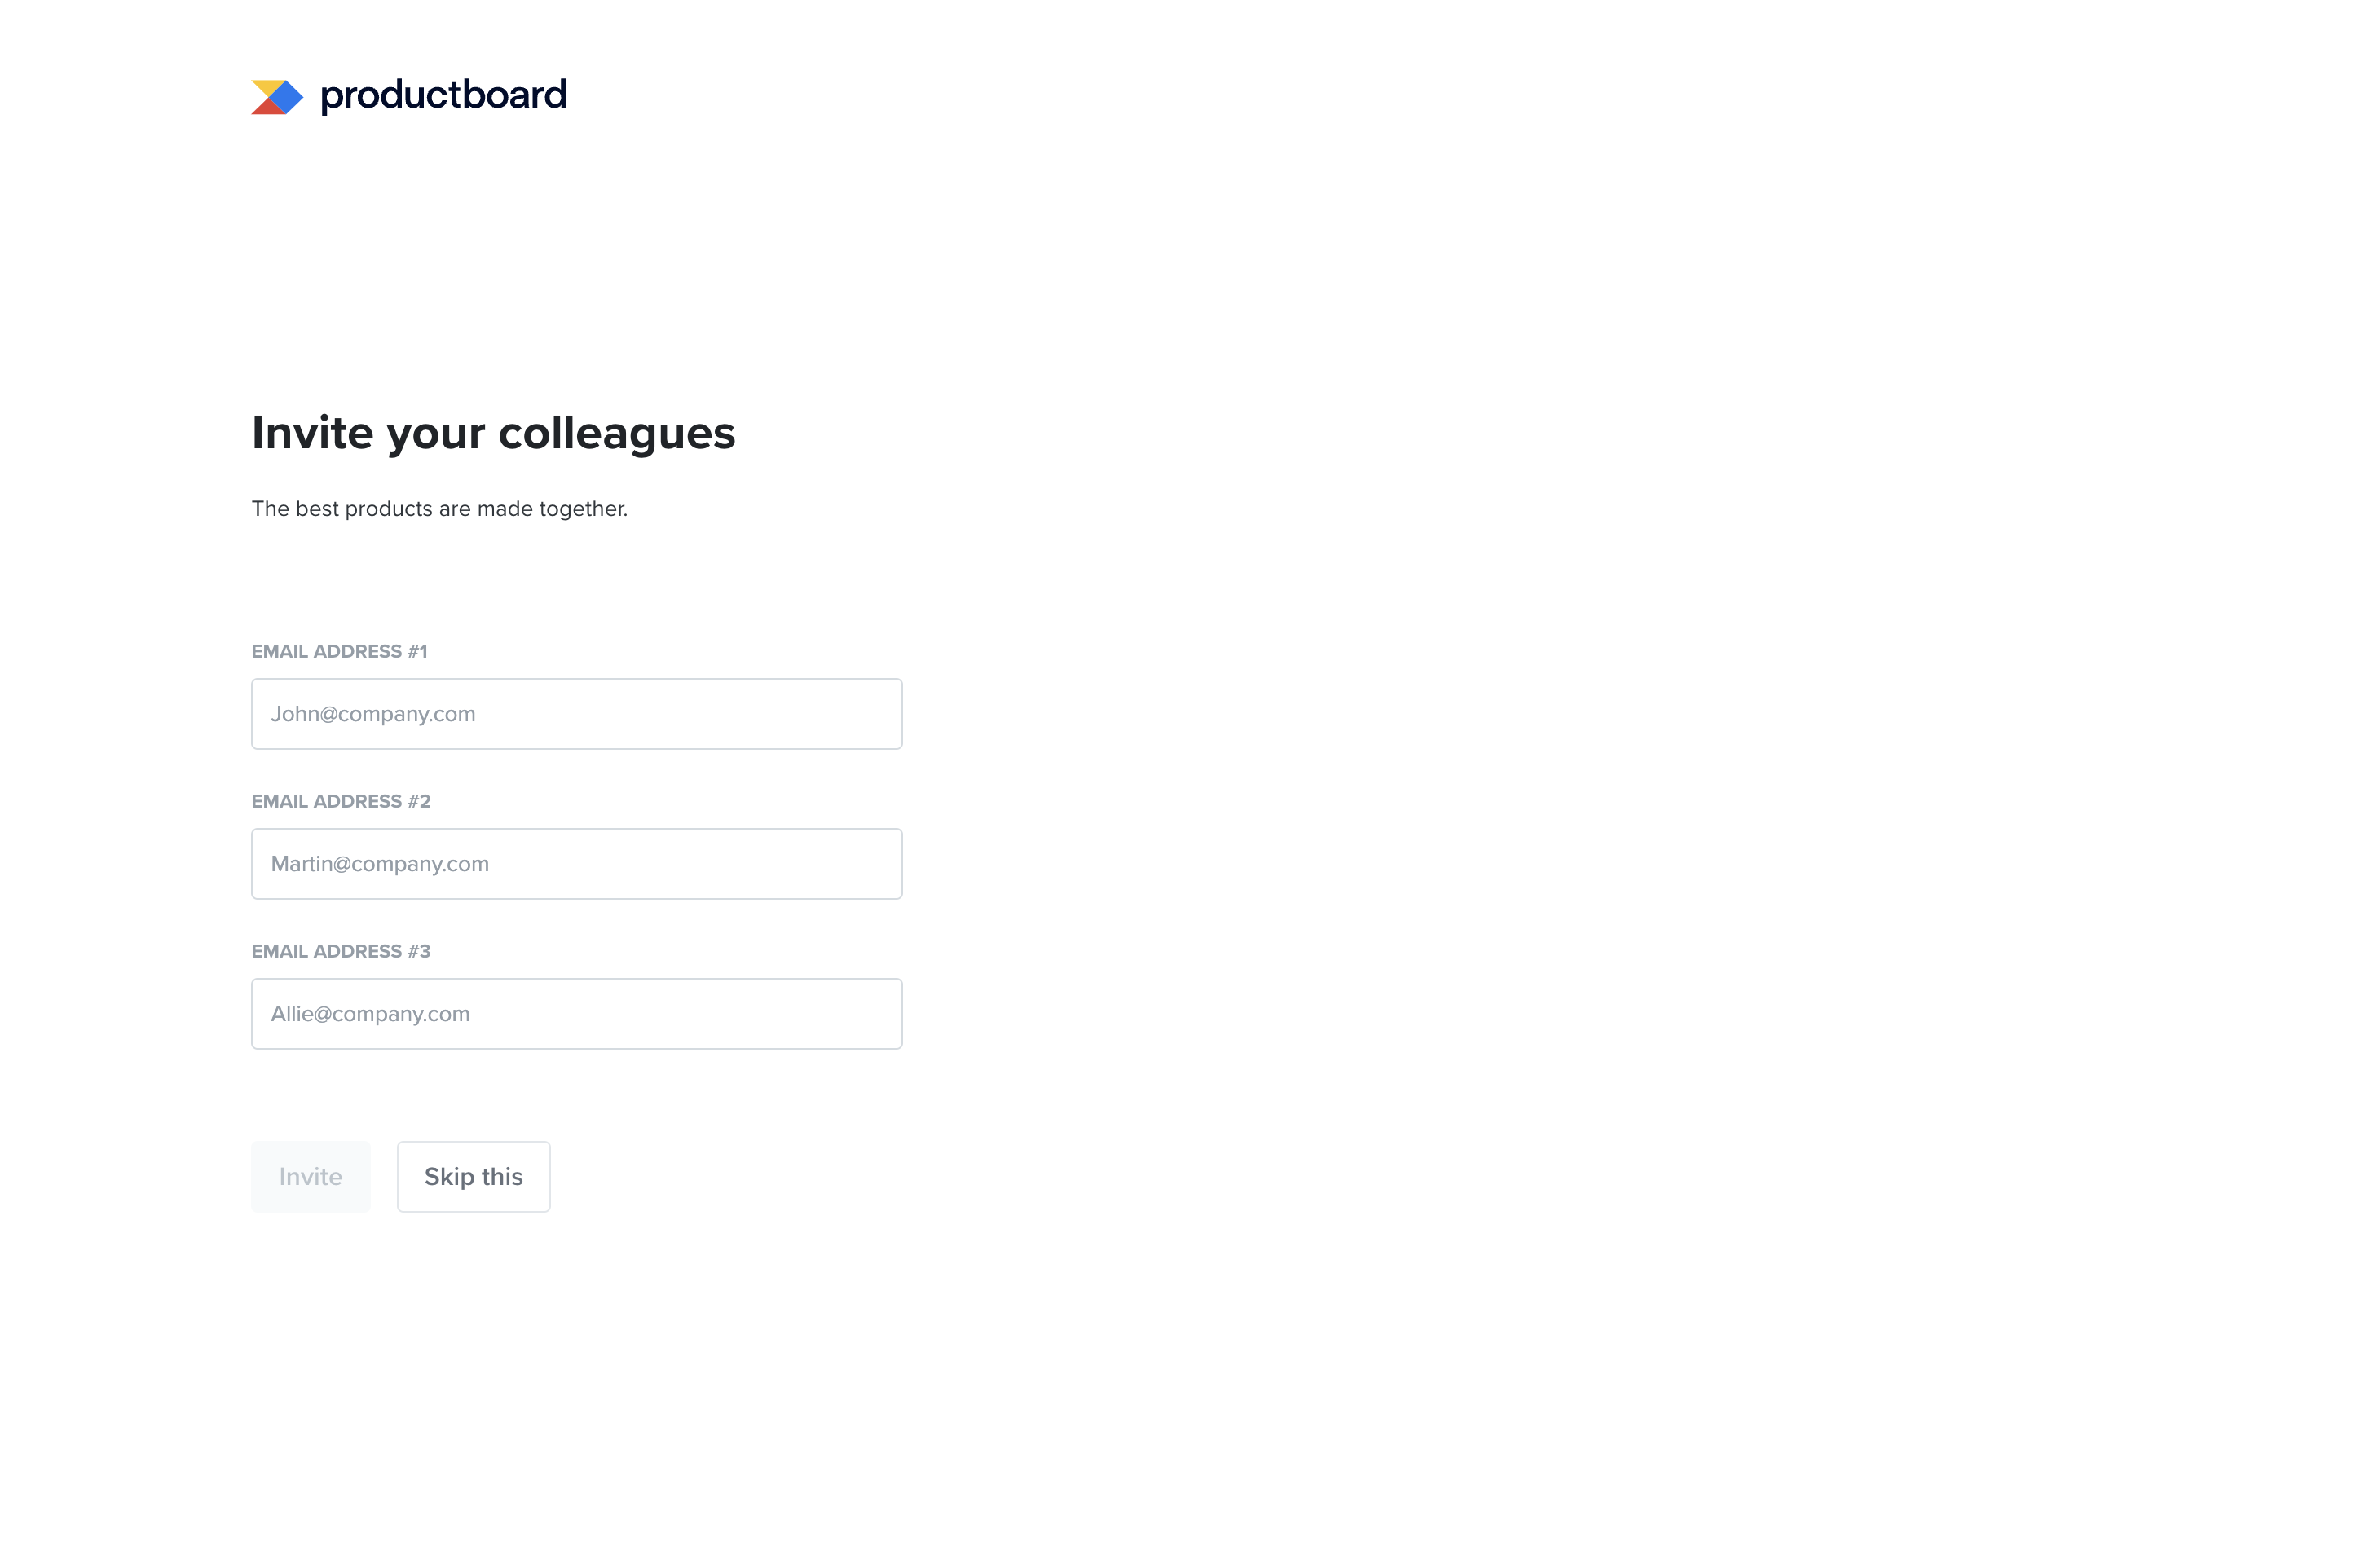 productboard
Invite your colleagues
The best products are made together.
EMAIL ADDRESS #1
John@company.com
EMAIL ADDRESS #2
Martin@company.com
EMAIL ADDRESS #3
Allie@company.com
Invite
Skip this